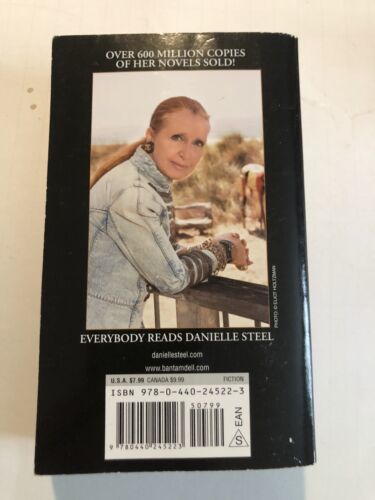 OVER 600 MILLION COPIES
OF HER NOVELS SOLD!
PHOTO: © ELIOT HOLTZMAN
EVERYBODY READS DANIELLE STEEL
daniellesteel.com
www.bantamdell.com
U.S.A. $7.99 CANADA $9.99 FICTION
ISBN 978-0-440-24522-3
50799
9 780440 245223
S EAN